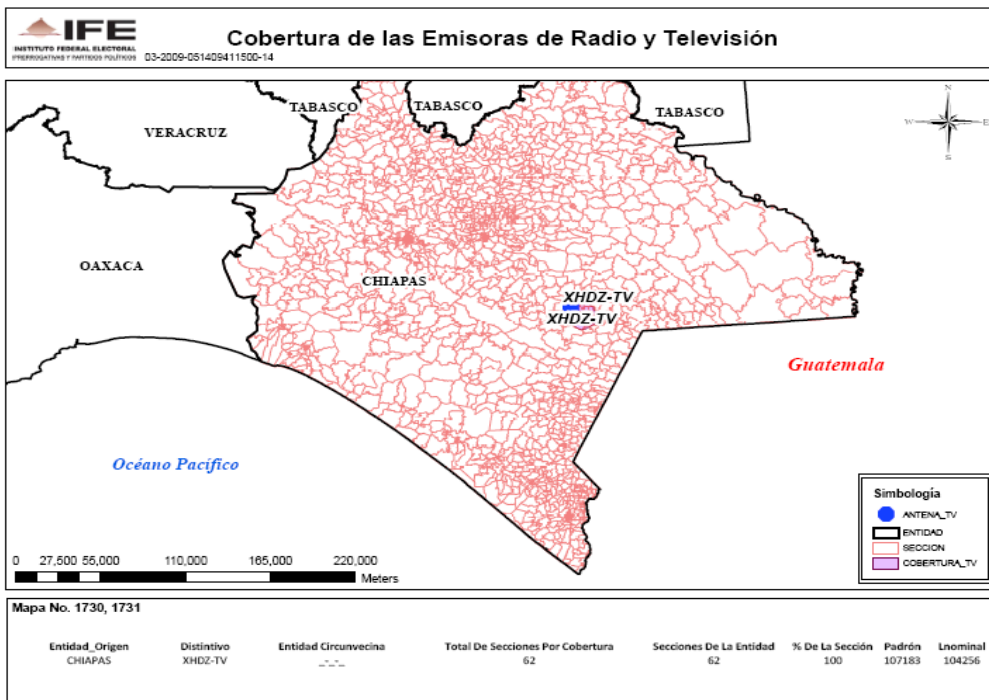 IFE
INSTITUTO FEDERAL ELECTORAL
PRERROGATIVAS Y PARTIDOS POLÍTICOS
03-2009-051409411500-14
Cobertura de las Emisoras de Radio y Televisión
TABASCO
TABASCO
TABASCO
VERACRUZ
N
W
E
S
OAXACA
CHIAPAS
XHDZ-TV
XHDZ-TV
Guatemala
Océano Pacífico
Simbología
ANTENA_TV
ENTIDAD
SECCION
COBERTURA_TV
0 27,500 55,000 110,000 165,000 220,000
Meters
Mapa No. 1730, 1731
Entidad_Origen Distintivo Entidad Circunvecina Total De Secciones Por Cobertura Secciones De La Entidad % De La Sección Padrón Lnominal
CHIAPAS XHDZ-TV _-_-_ 62 62 100 107183 104256